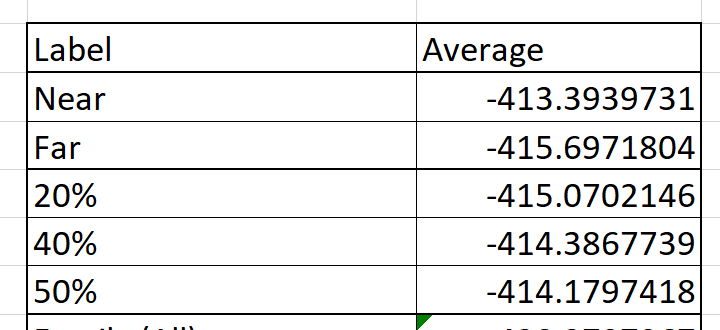 Label Average
Near -413.3939731
Far -415.6971804
20% -415.0702146
40% -414.3867739
50% -414.1797418